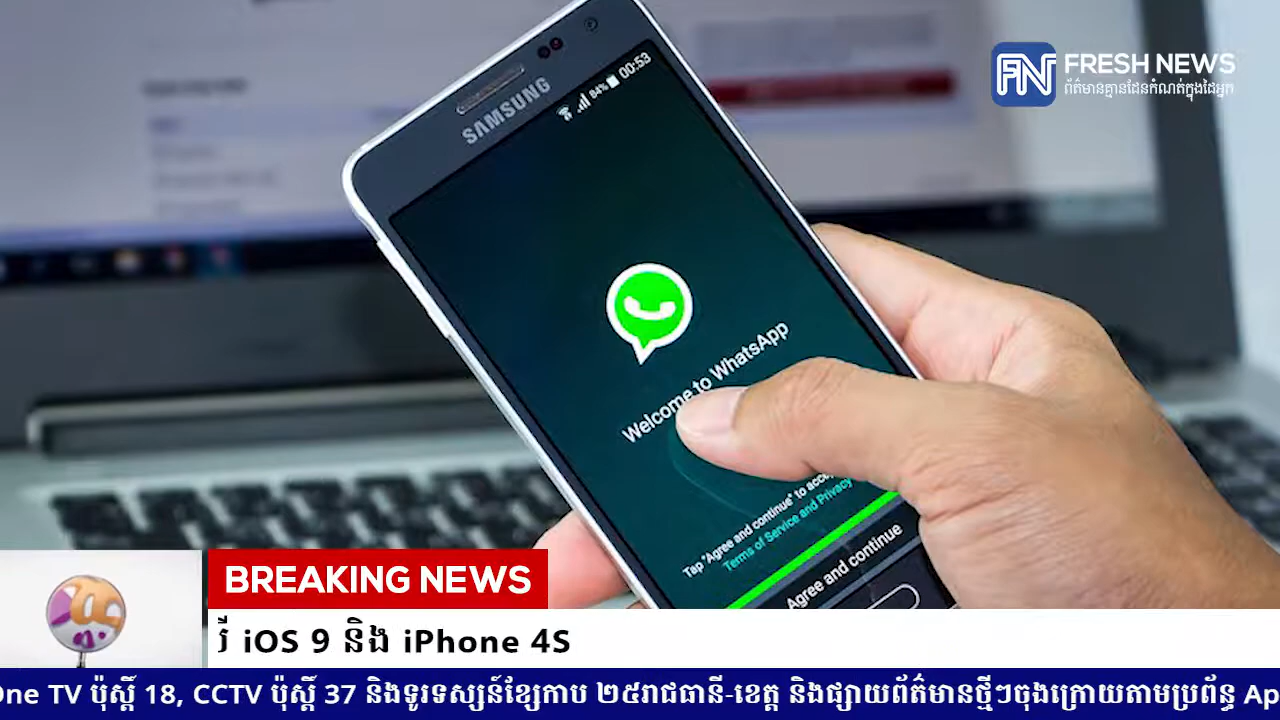 FRESH NEWS
ព័ត៌មានគ្មានដែនកំណត់ក្នុងដៃអ្នក
00:53
84%
SAMSUNG
Welcome to WhatsApp
Tap "Agree and continue" to
Terms of Service and Privacy
Agree and continue
BREAKING NEWS
iOS 9 និង iPhone 4S
One TV ប៉ុស្តិ៍ 18, CCTV ប៉ុស្តិ៍ 37 និងទូរទស្សន៍ខ្សែកាប ២៥រាជធានី-ខេត្ត និងផ្សាយព័ត៌មានថ្មីៗចុងក្រោយតាមប្រព័ន្ធ Ap